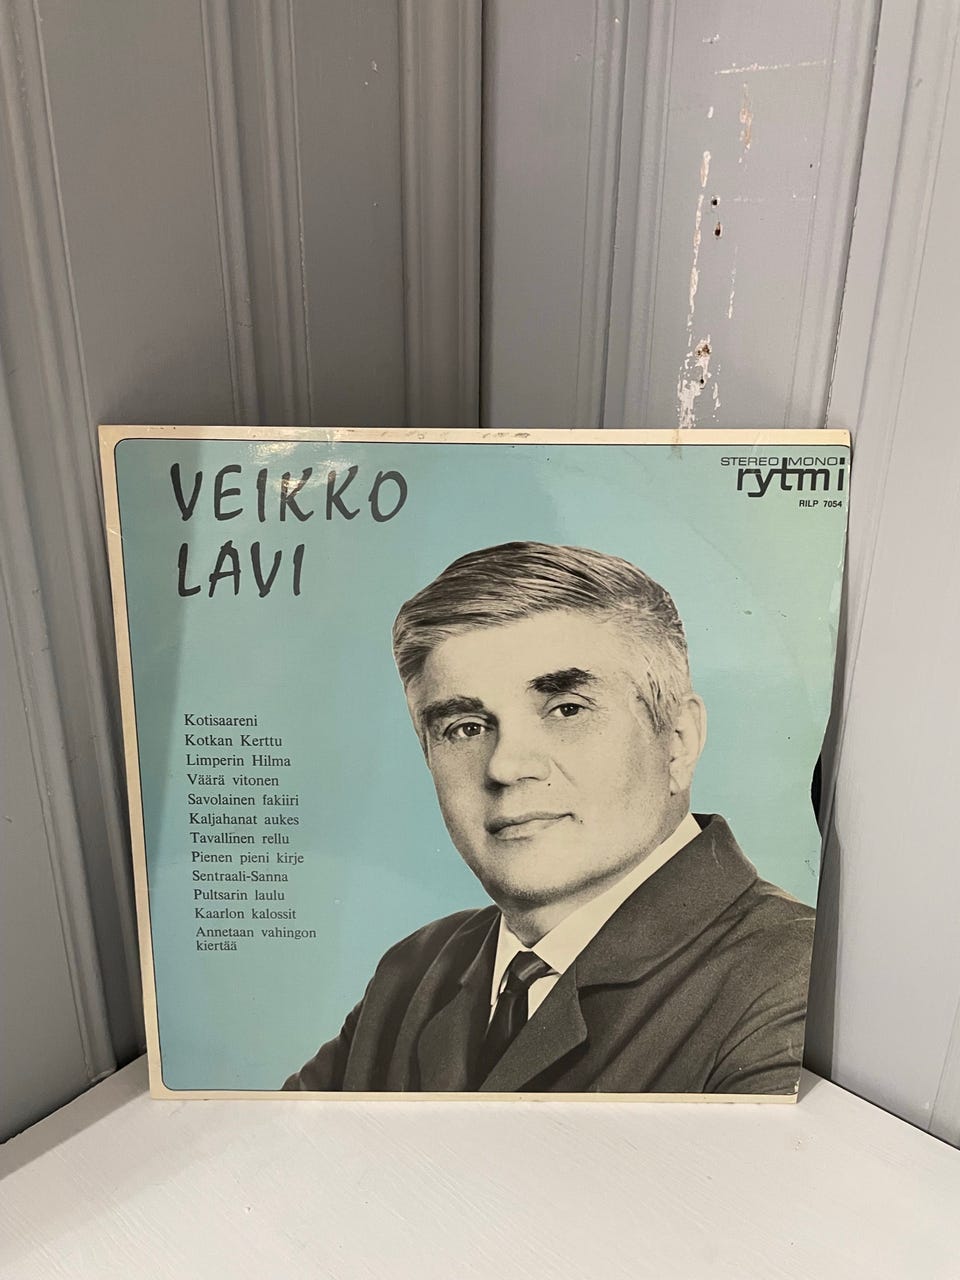 VEIKKO
LAVI
STEREO MONO
rytmi
RILP 7054
Kotisaareni
Kotkan Kerttu
Limperin Hilma
Väärä vitonen
Savolainen fakiiri
Kaljahanat aukes
Tavallinen rellu
Pienen pieni kirje
Sentraali-Sanna
Pultsarin laulu
Kaarlon kalossit
Annetaan vahingon
kiertää